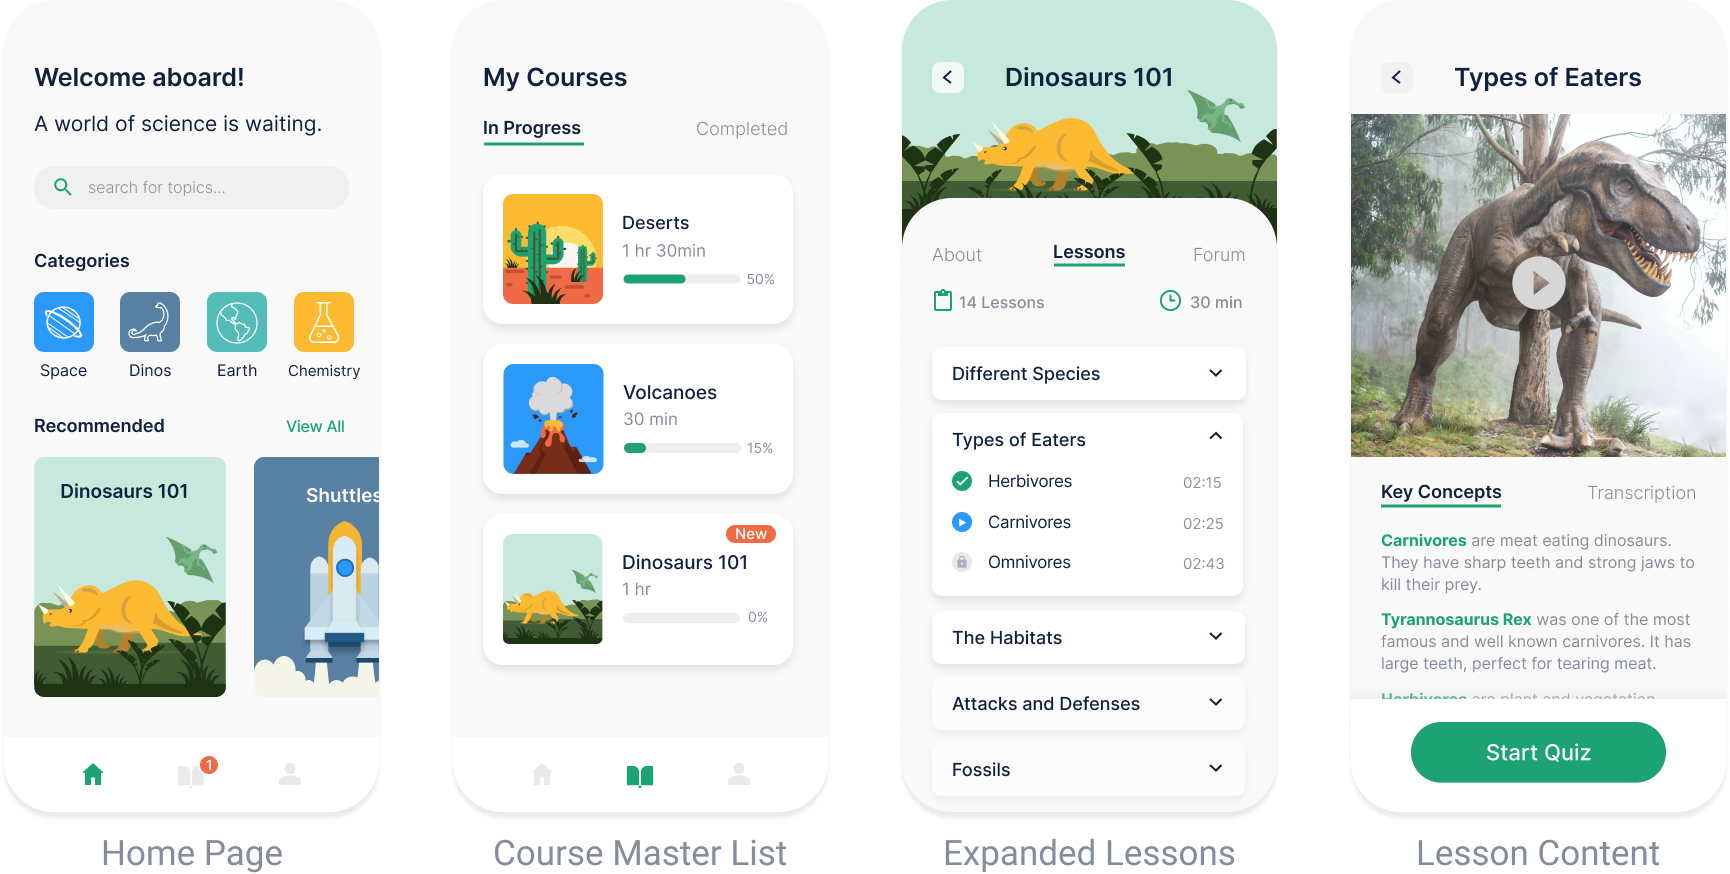 Welcome aboard!
A world of science is waiting.
search for topics...
Categories
Space
Dinos
Earth
Chemistry
Recommended
View All
Dinosaurs 101
Shuttles
1
Home Page
My Courses
In Progress
Completed
Deserts
1 hr 30min
50%
Volcanoes
30 min
15%
New
Dinosaurs 101
1 hr
0%
Course Master List
Dinosaurs 101
About
Lessons
Forum
14 Lessons
30 min
Different Species
Types of Eaters
Herbivores
02:15
Carnivores
02:25
Omnivores
02:43
The Habitats
Attacks and Defenses
Fossils
Expanded Lessons
Types of Eaters
Key Concepts
Transcription
Carnivores are meat eating dinosaurs.
They have sharp teeth and strong jaws to
kill their prey.
Tyrannosaurus Rex was one of the most
famous and well known carnivores. It has
large teeth, perfect for tearing meat.
Herbivores are plant and vegetation
Start Quiz
Lesson Content